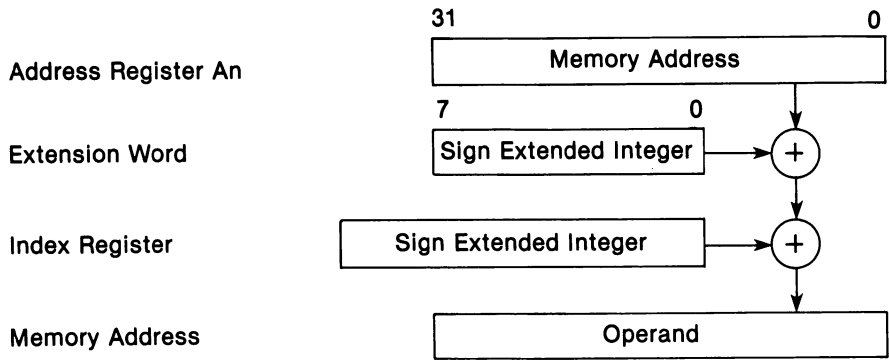 31 0
Address Register An Memory Address
7 0
Extension Word Sign Extended Integer +
Index Register Sign Extended Integer +
Memory Address Operand